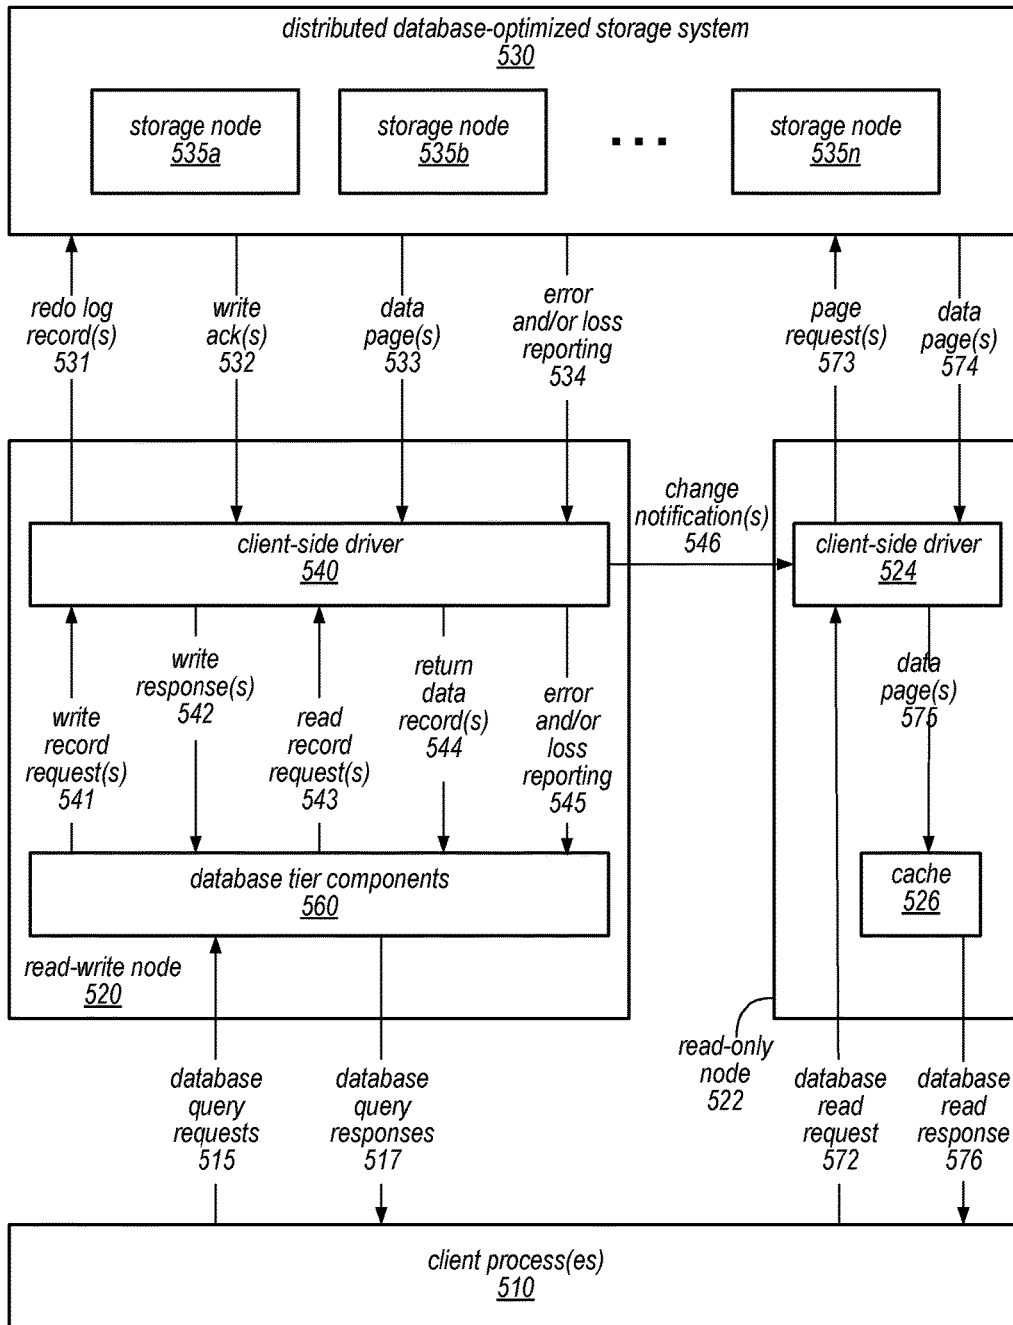 distributed database-optimized storage system
530
storage node
535a
storage node
535b
...
storage node
535n
redo log
record(s)
531
write
ack(s)
532
data
page(s)
533
error
and/or loss
reporting
534
page
request(s)
573
data
page(s)
574
change
notification(s)
546
client-side driver
540
client-side driver
524
write
record
request(s)
541
write
response(s)
542
read
record
request(s)
543
return
data
record(s)
544
error
and/or
loss
reporting
545
data
page(s)
575
database tier components
560
cache
526
read-write node
520
read-only
node
522
database
query
requests
515
database
query
responses
517
database
read
request
572
database
read
response
576
client process(es)
510